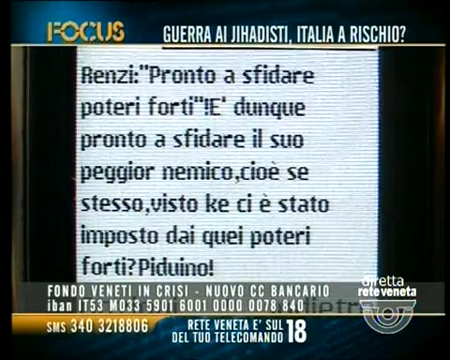 FOCUS
GUERRA AI JIHADISTI, ITALIA A RISCHIO?
Renzi:"Pronto a sfidare
poteri forti"!E' dunque
pronto a sfidare il suo
peggior nemico,cioè se
stesso,visto ke ci è stato
imposto dai quei poteri
forti?Piduino!
diretta
reteveneta
FONDO VENETI IN CRISI - NUOVO CC BANCARIO
iban IT53 M033 5901 6001 0000 0078 840
SMS 340 3218806
RETE VENETA E' SUL
DEL TUO TELECOMANDO 18